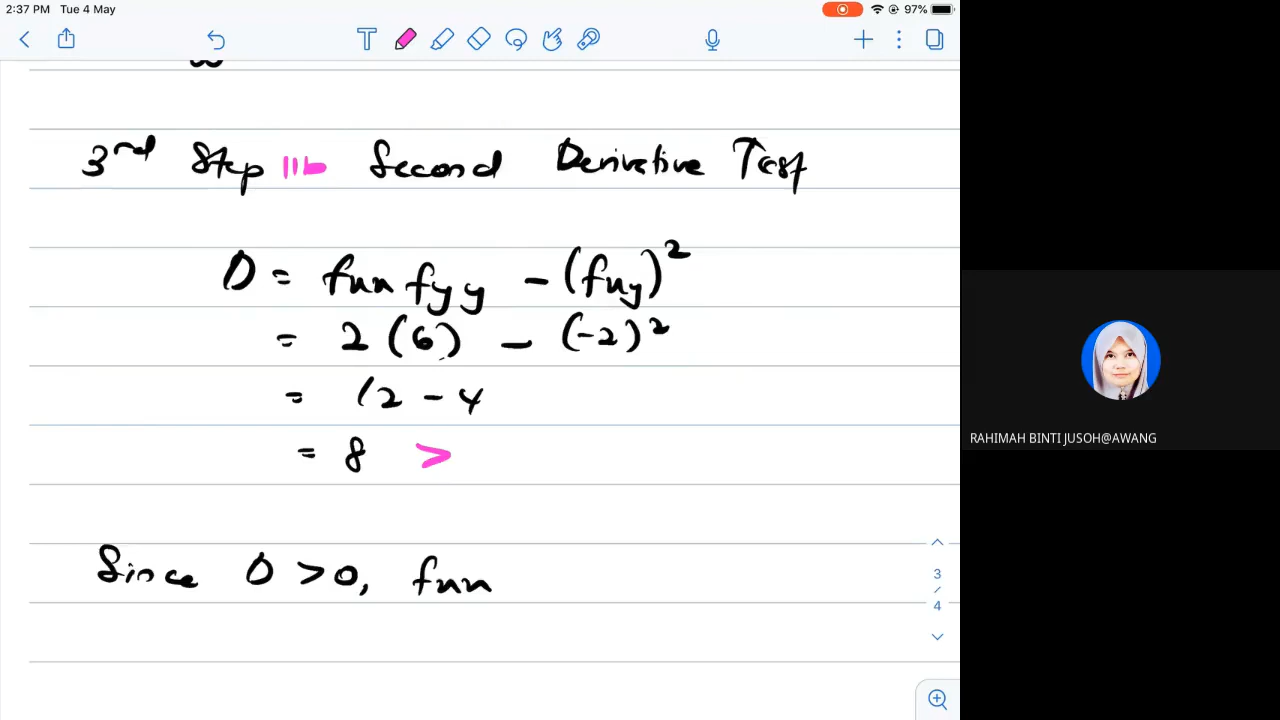 2:37 PM Tue 4 May 97%
3rd Step Second Derivative Test
D = fxx fyy - (fxy)²
= 2 (6) - (-2)²
= 12 - 4
= 8 >
Since D > 0, fxx
3
4
RAHIMAH BINTI JUSOH@AWANG